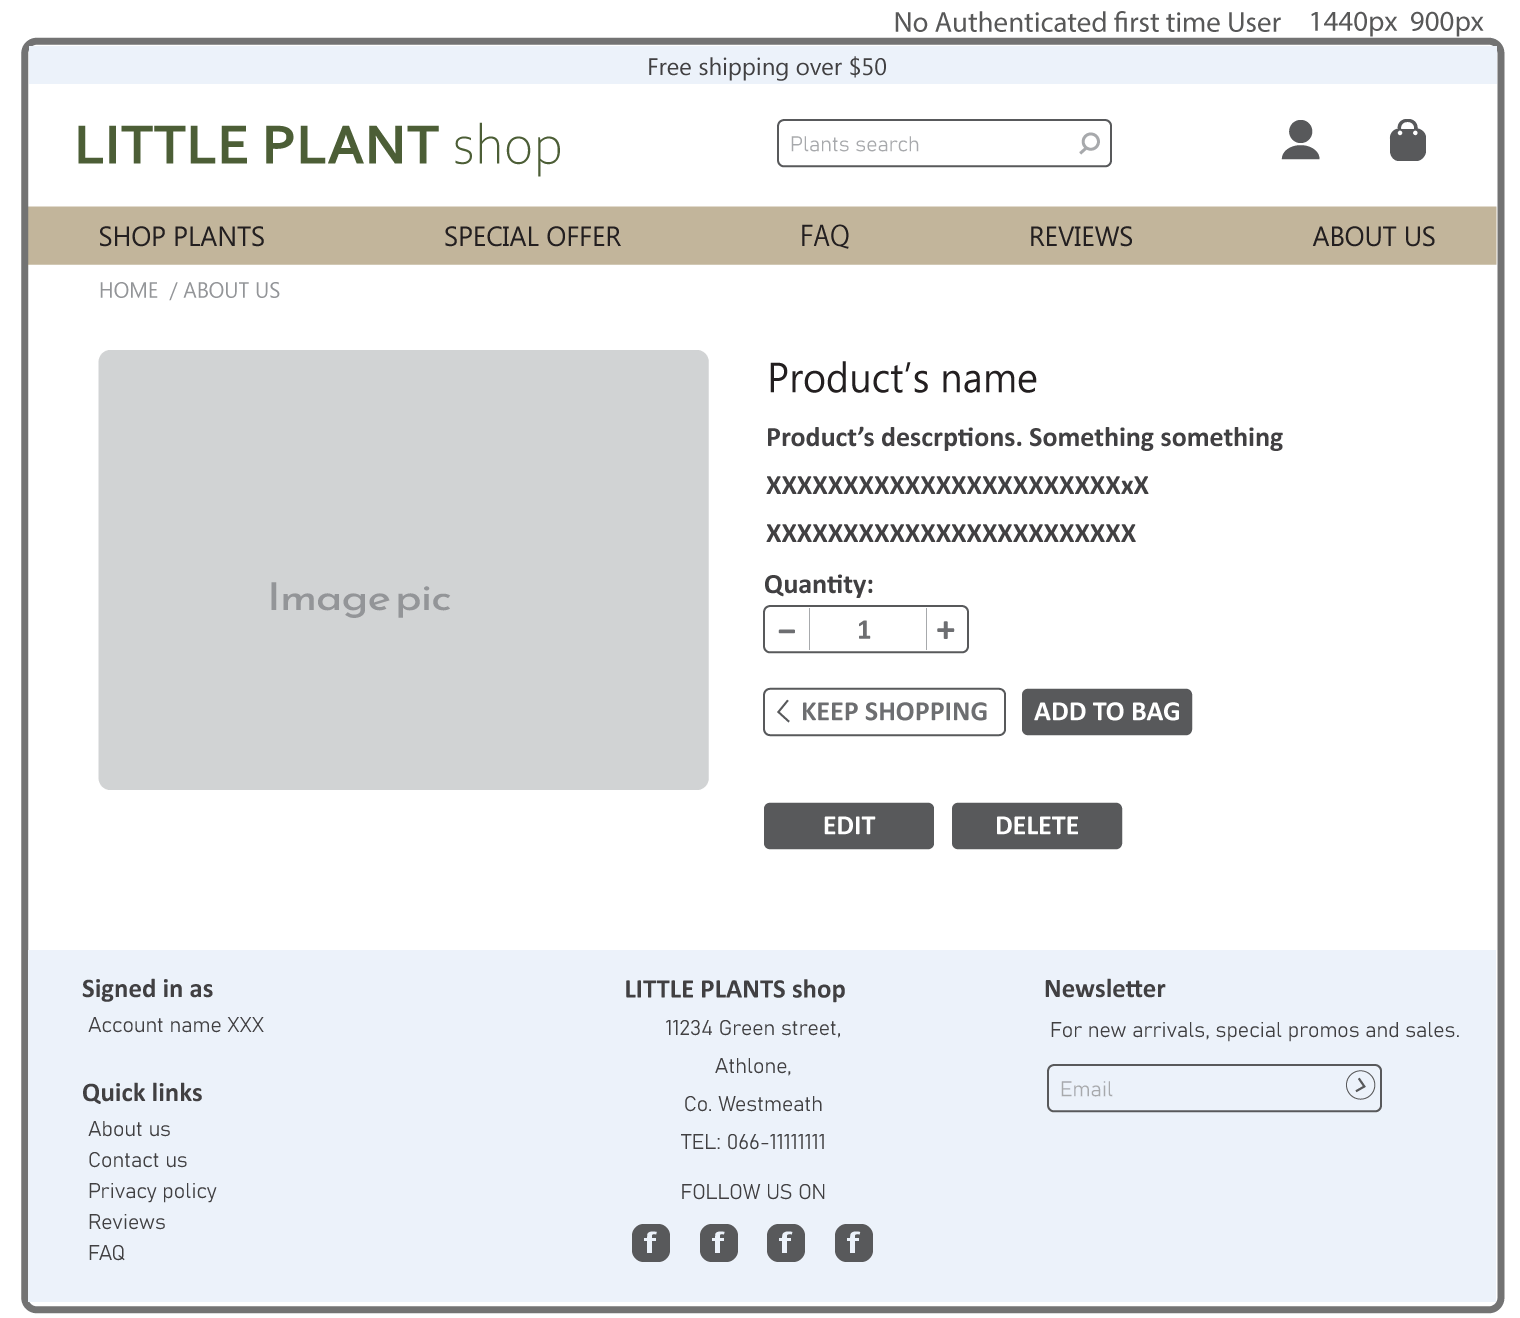 No Authenticated first time User 1440px 900px
Free shipping over $50
LITTLE PLANT shop
Plants search
SHOP PLANTS SPECIAL OFFER FAQ REVIEWS ABOUT US
HOME / ABOUT US
Image pic
Product's name
Product's descrptions. Something something
XXXXXXXXXXXXXXXXXXXXXXXxX
XXXXXXXXXXXXXXXXXXXXXXXX
Quantity:
– 1 +
KEEP SHOPPING ADD TO BAG
EDIT DELETE
Signed in as
Account name XXX
Quick links
About us
Contact us
Privacy policy
Reviews
FAQ
LITTLE PLANTS shop
11234 Green street,
Athlone,
Co. Westmeath
TEL: 066-11111111
FOLLOW US ON
f f f f
Newsletter
For new arrivals, special promos and sales.
Email